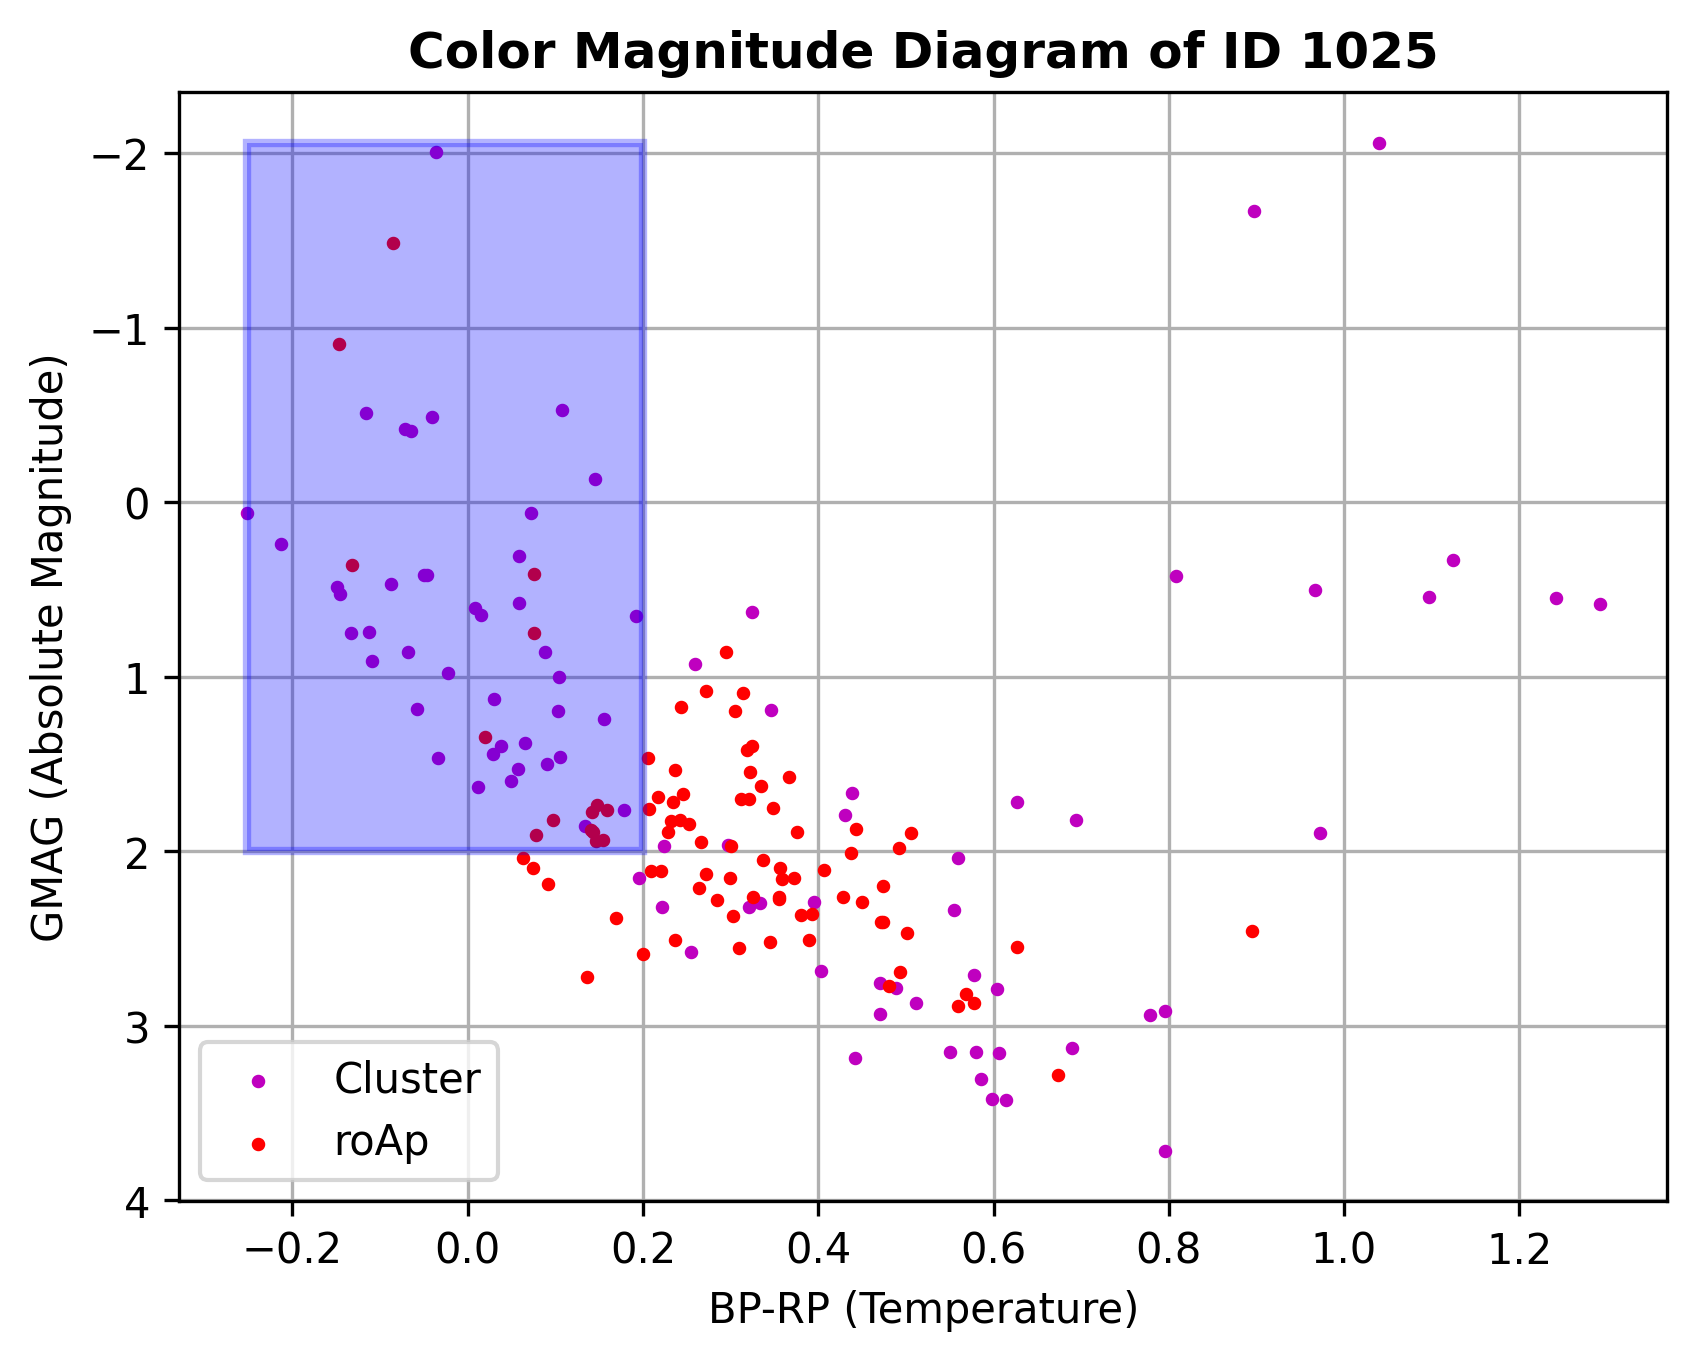 Color Magnitude Diagram of ID 1025
GMAG (Absolute Magnitude)
−2
−1
0
1
2
3
4
Cluster
roAp
−0.2 0.0 0.2 0.4 0.6 0.8 1.0 1.2
BP-RP (Temperature)